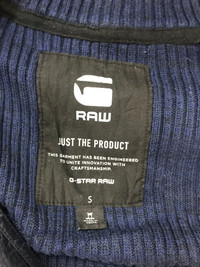 RAW
JUST THE PRODUCT
THIS GARMENT HAS BEEN ENGINEERED
TO UNITE INNOVATION WITH
CRAFTSMANSHIP.
G-STAR RAW
S